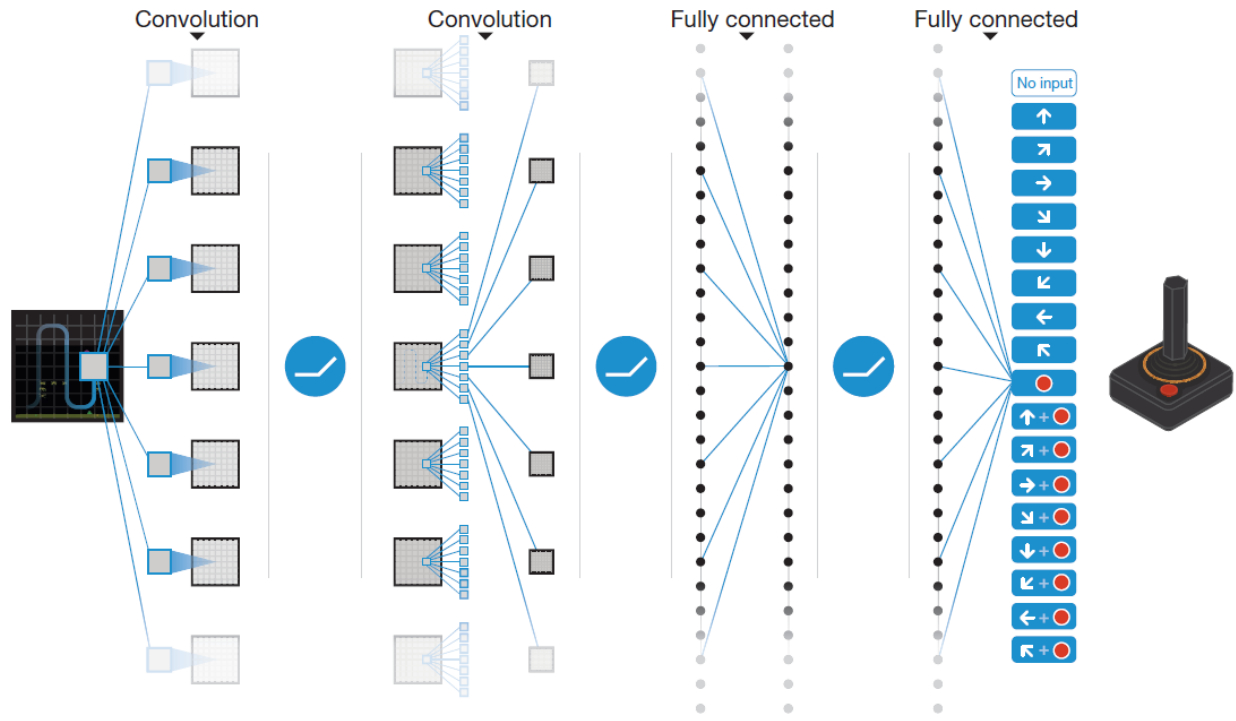 Convolution
Convolution
Fully connected
Fully connected
No input
+
+
+
+
+
+
+
+